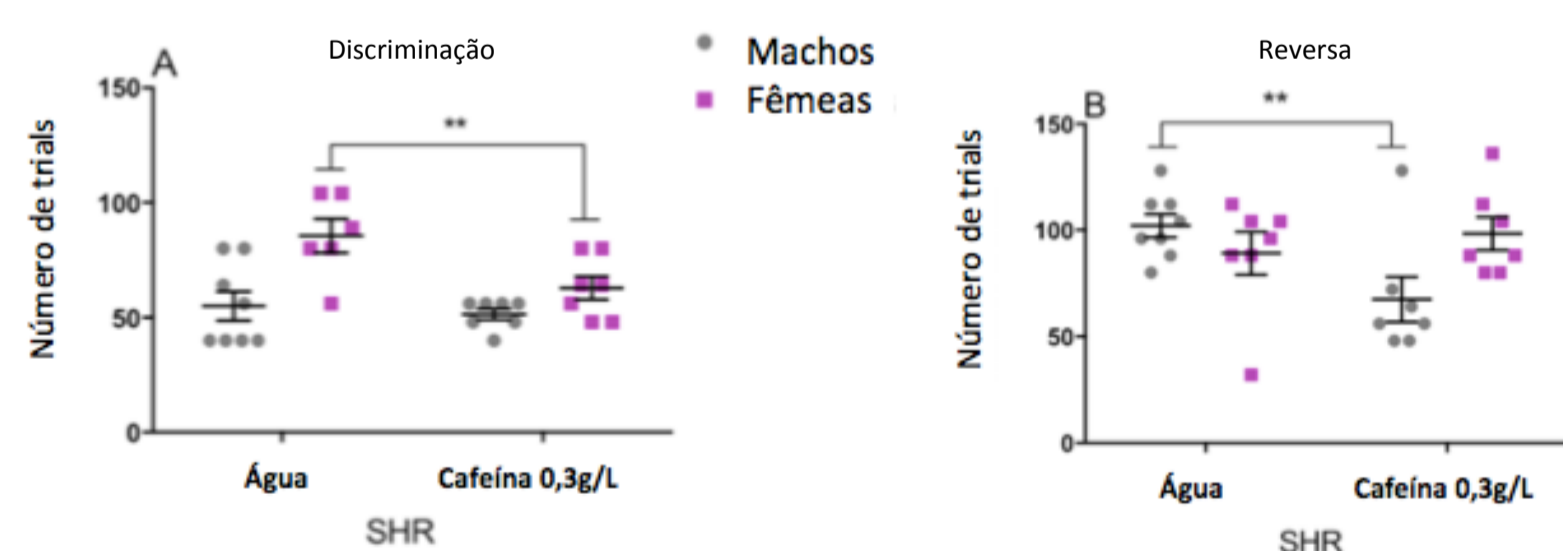 A
Discriminação
Número de trials
150
100
50
0
**
Água
Cafeína 0,3g/L
SHR
Machos
Fêmeas
B
Reversa
Número de trials
150
100
50
0
**
Água
Cafeína 0,3g/L
SHR